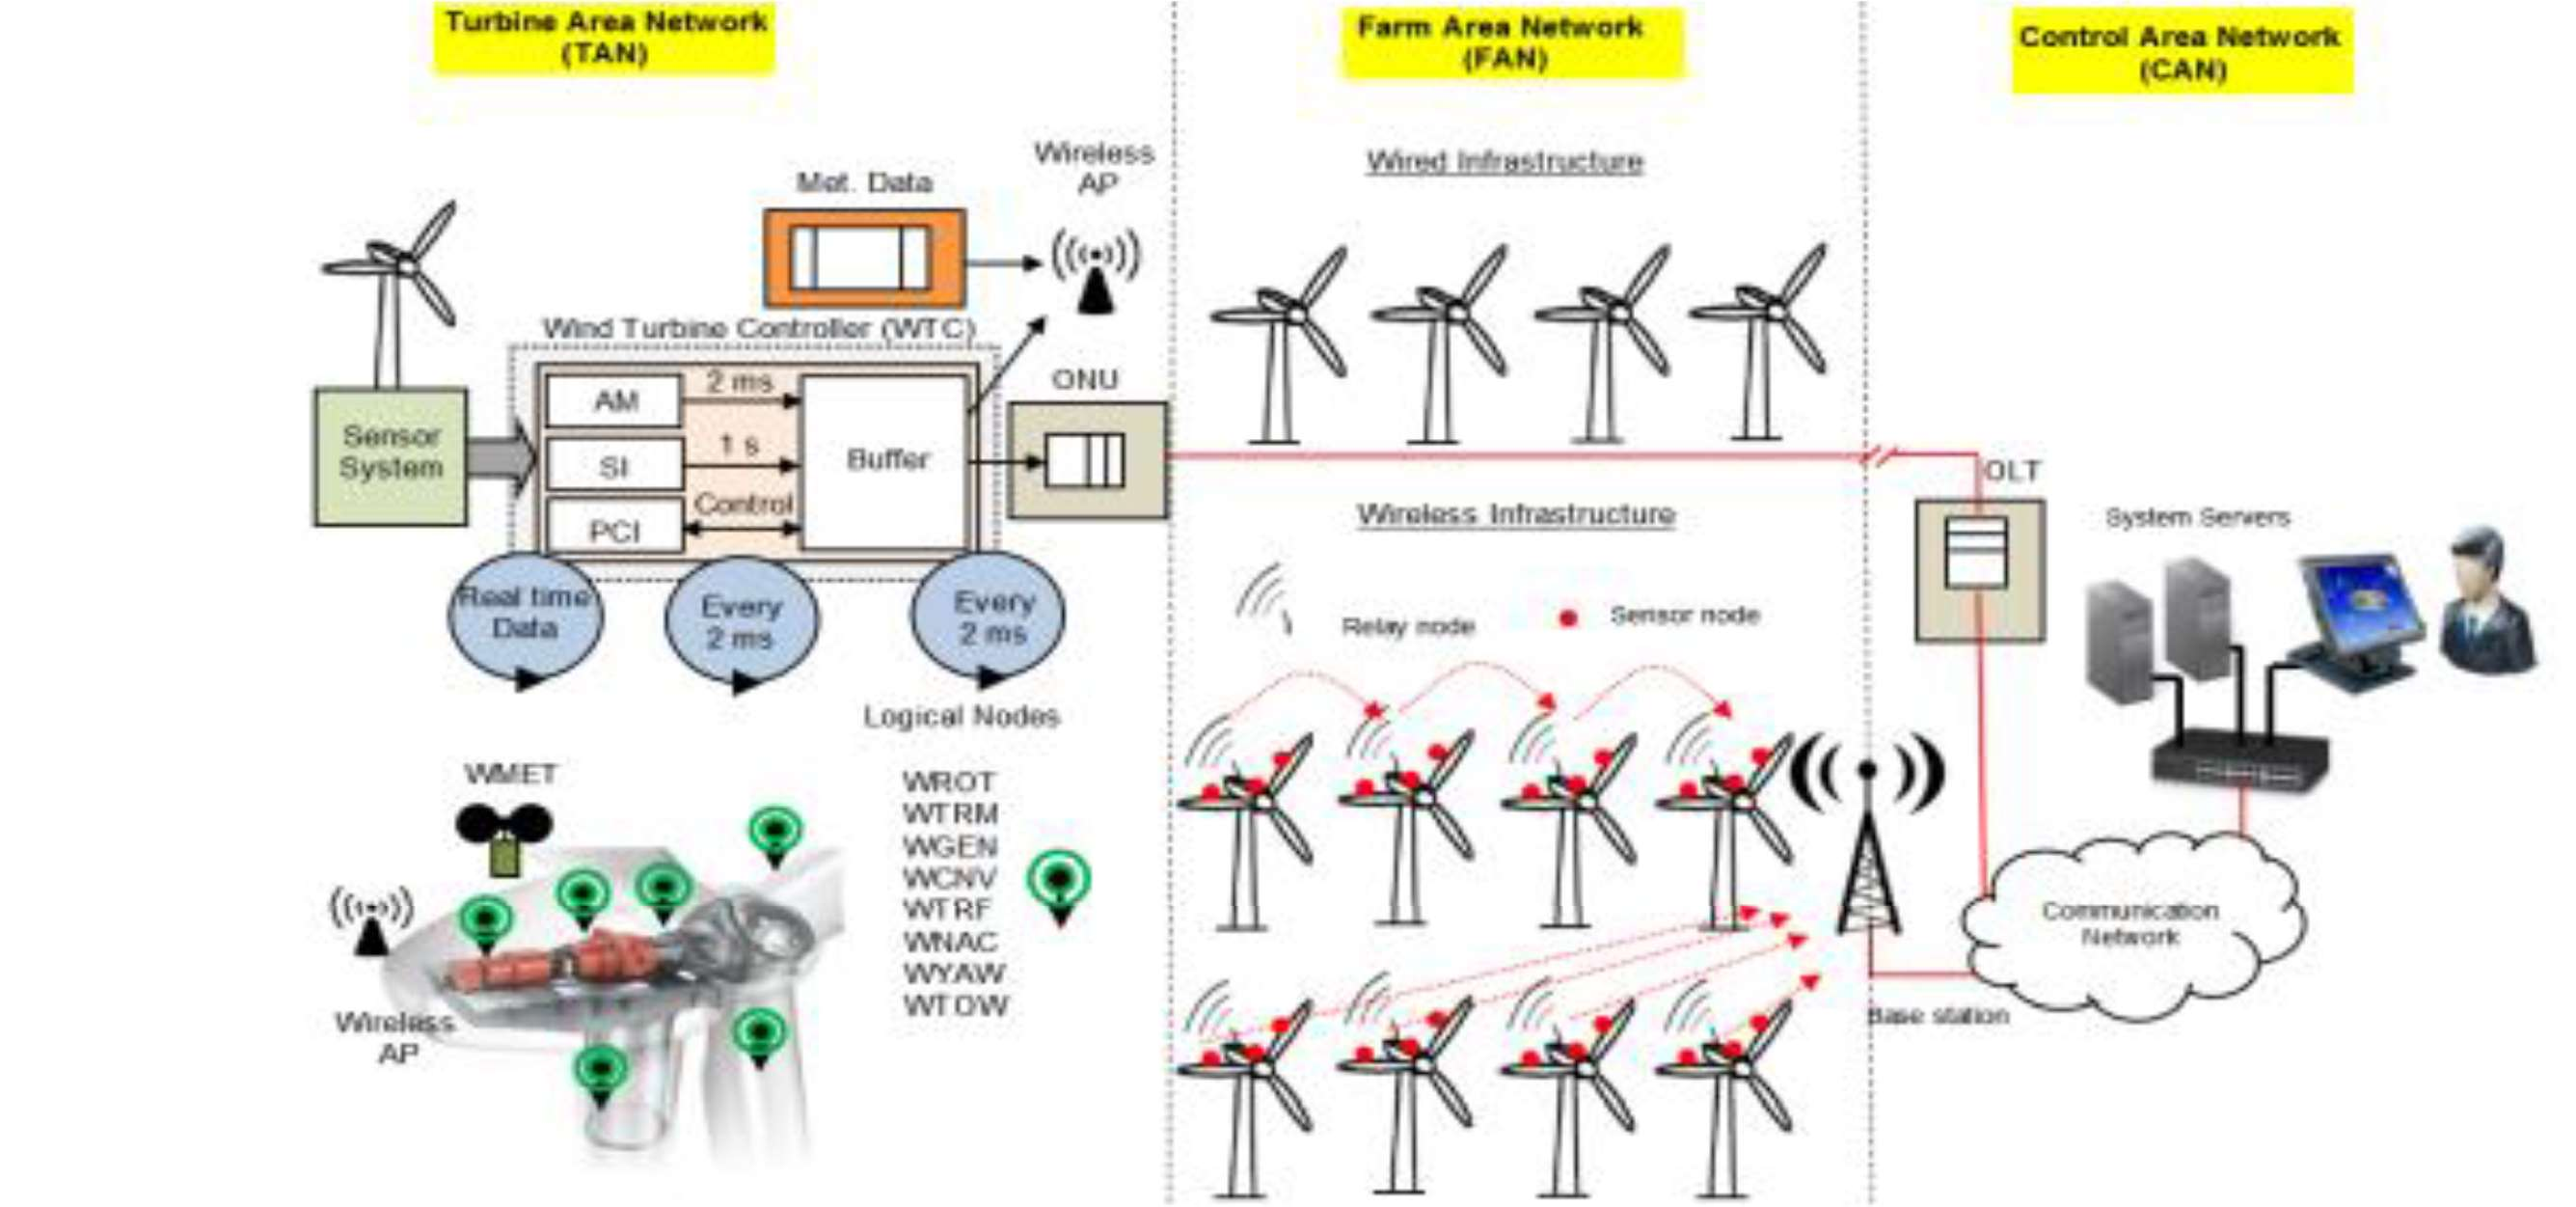 Turbine Area Network
(TAN)
Farm Area Network
(FAN)
Control Area Network
(CAN)
Wireless
AP
Met. Data
Wired Infrastructure
Wind Turbine Controller (WTC)
Sensor
System
AM
2 ms
SI
1 s
PCI
Control
Buffer
ONU
OLT
Wireless Infrastructure
System Servers
Real time
Data
Every
2 ms
Every
2 ms
Relay node
Sensor node
Logical Nodes
WMET
WROT
WTRM
WGEN
WCNV
WTRF
WNAC
WYAW
WTOW
Wireless
AP
Communication
Network
Base station